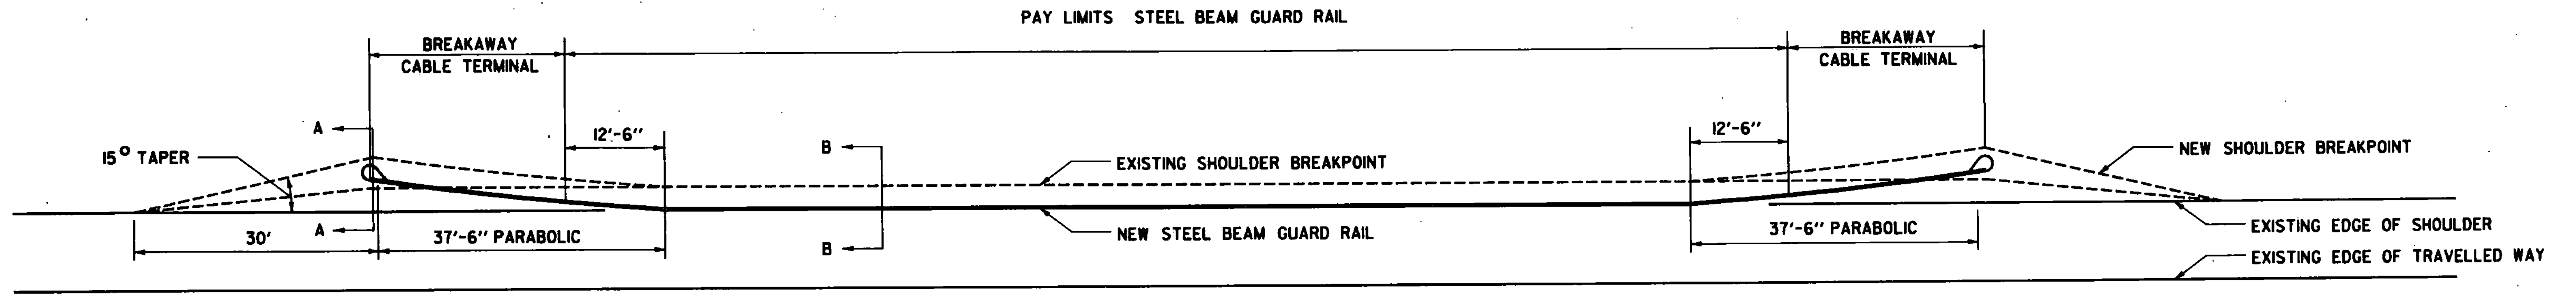 PAY LIMITS STEEL BEAM GUARD RAIL
BREAKAWAY
CABLE TERMINAL
BREAKAWAY
CABLE TERMINAL
A
12'-6"
B
12'-6"
15° TAPER
EXISTING SHOULDER BREAKPOINT
NEW SHOULDER BREAKPOINT
A
30'
37'-6" PARABOLIC
B
NEW STEEL BEAM GUARD RAIL
37'-6" PARABOLIC
EXISTING EDGE OF SHOULDER
EXISTING EDGE OF TRAVELLED WAY